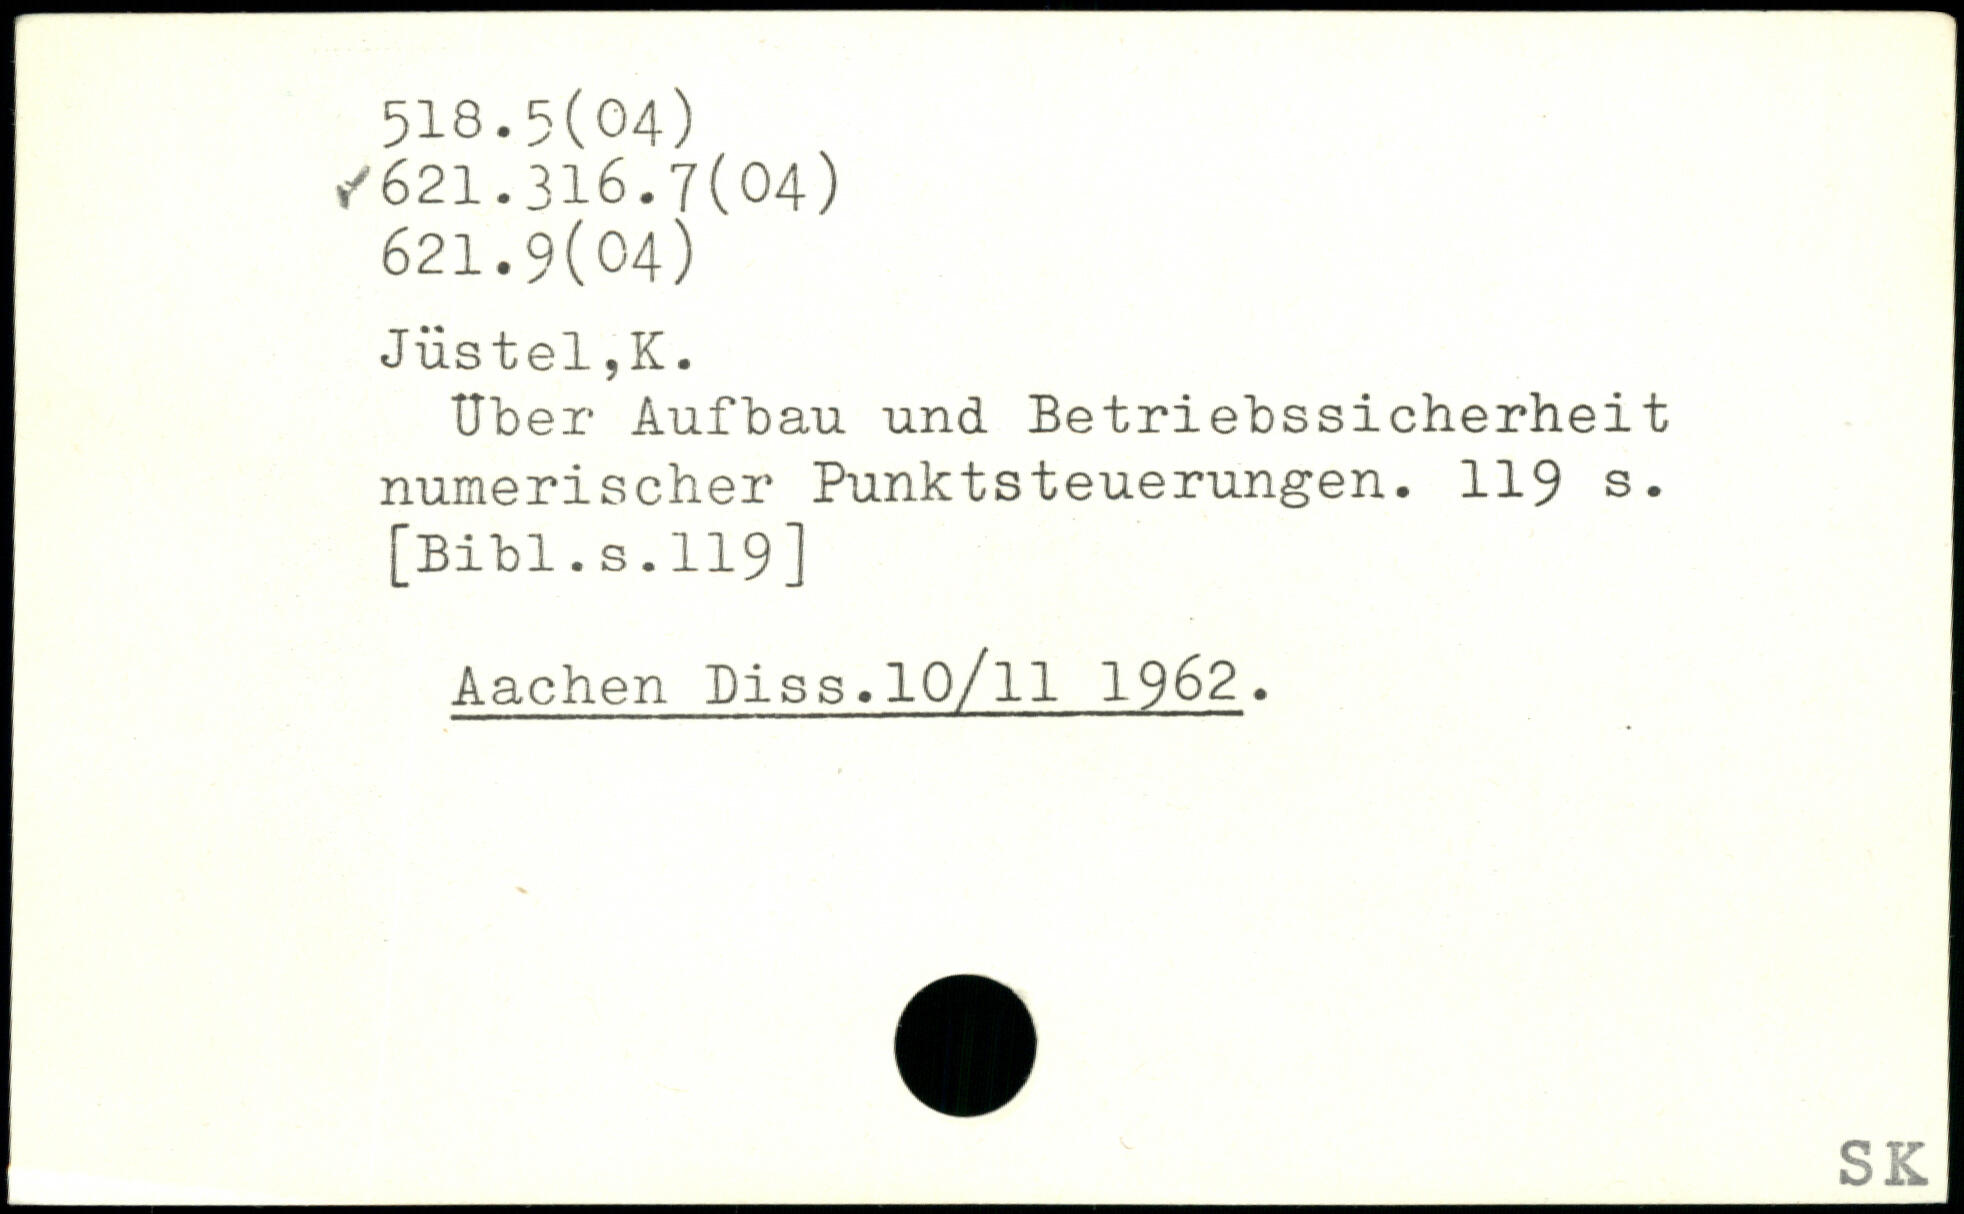 518.5(04)
✓621.316.7(04)
621.9(04)
Jüstel,K.
Über Aufbau und Betriebssicherheit
numerischer Punktsteuerungen. 119 s.
[Bibl.s.119]
Aachen Diss.10/11 1962.
SK